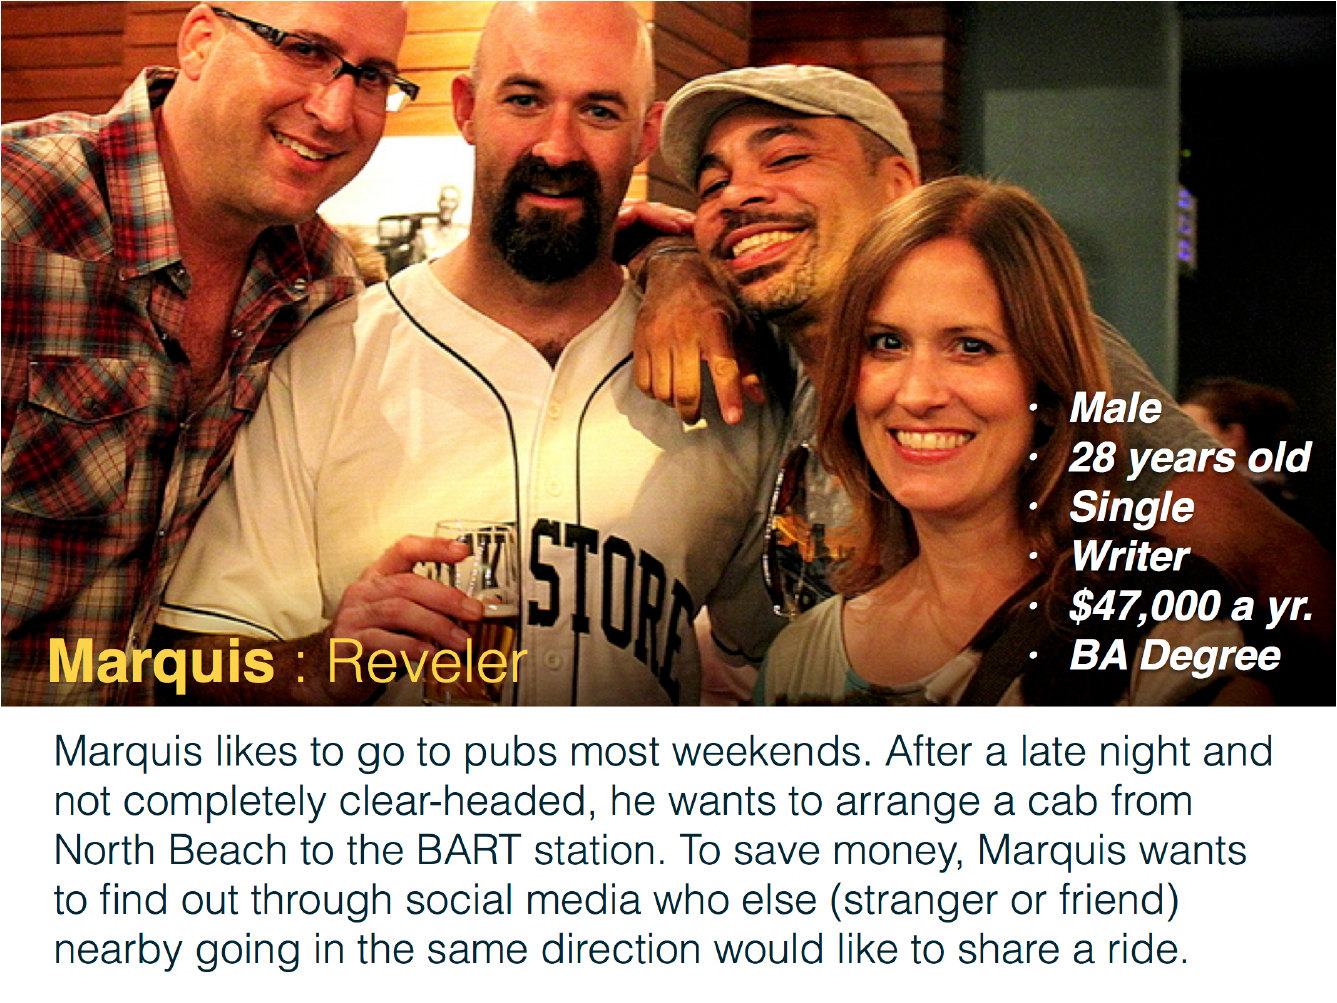 STORE
• Male
• 28 years old
• Single
• Writer
• $47,000 a yr.
• BA Degree
Marquis : Reveler
Marquis likes to go to pubs most weekends. After a late night and
not completely clear-headed, he wants to arrange a cab from
North Beach to the BART station. To save money, Marquis wants
to find out through social media who else (stranger or friend)
nearby going in the same direction would like to share a ride.